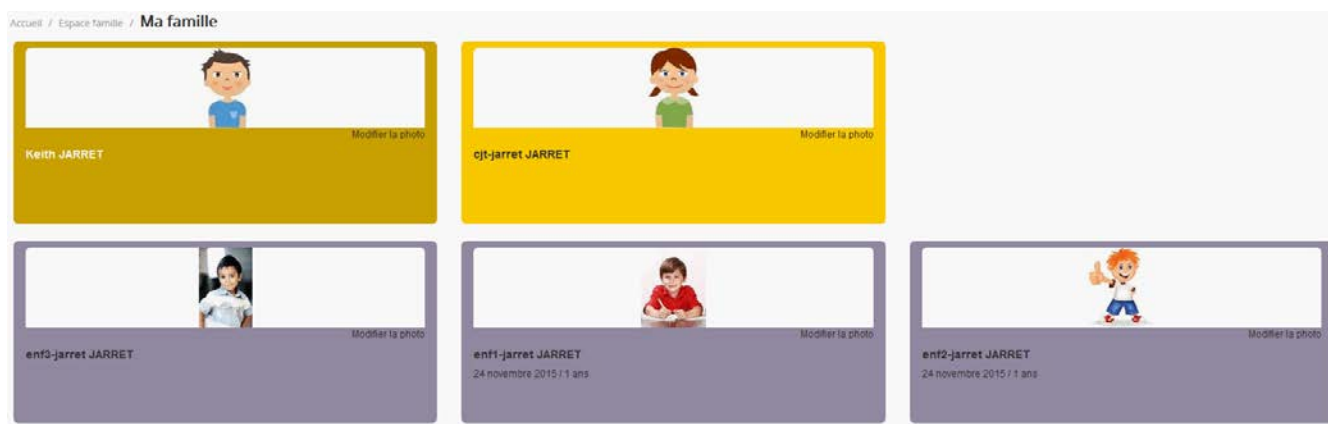 Accueil / Espace famille / Ma famille
Modifier la photo
Keith JARRET
Modifier la photo
cjt-jarret JARRET
Modifier la photo
enf3-jarret JARRET
Modifier la photo
enf1-jarret JARRET
24 novembre 2015 / 1 ans
Modifier la photo
enf2-jarret JARRET
24 novembre 2015 / 1 ans